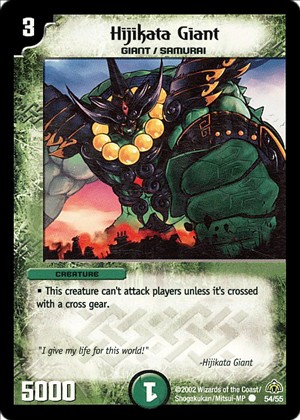 3
Hijikata Giant
GIANT / SAMURAI
CREATURE
▪ This creature can't attack players unless it's crossed
with a cross gear.
"I give my life for this world!"
-Hijikata Giant
5000
1
©2002 Wizards of the Coast/
Shogakukan/Mitsui-MP
54/55